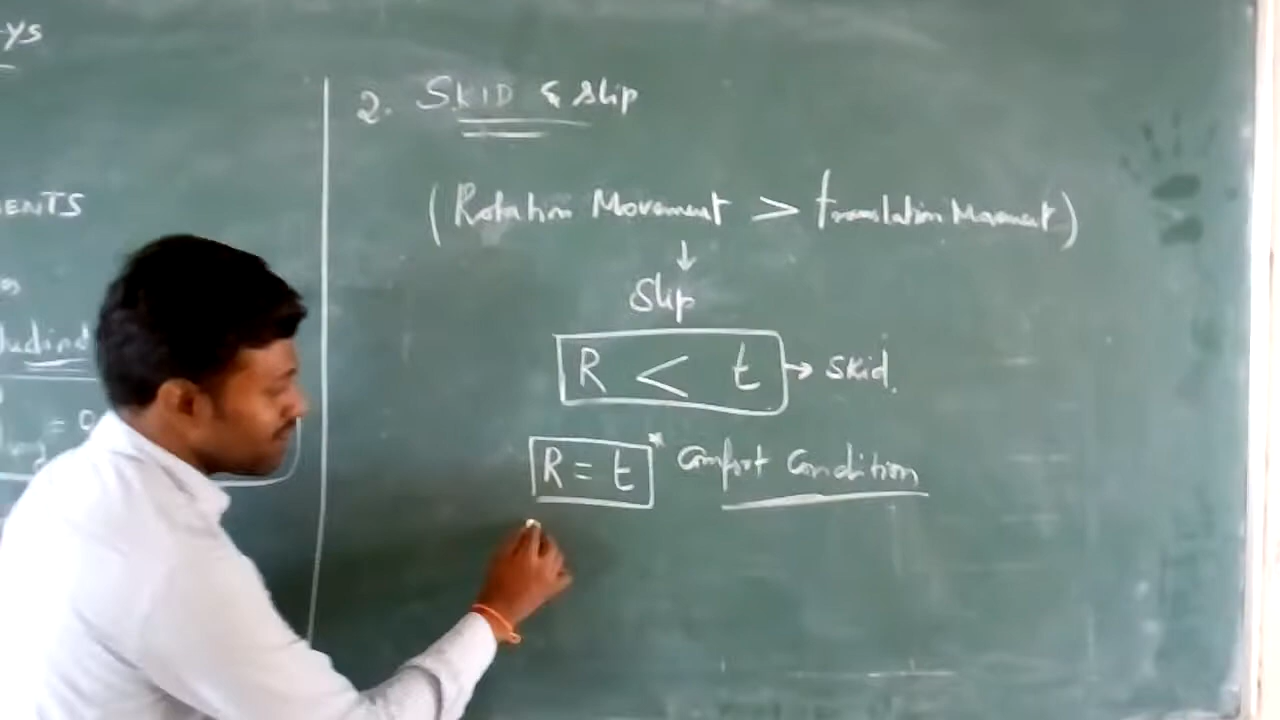 ys
ENTS
2. SKID & slip
(Rotation Movement > translation Movement)
↓
Slip
R < t → skid.
R = t * Comfort Condition